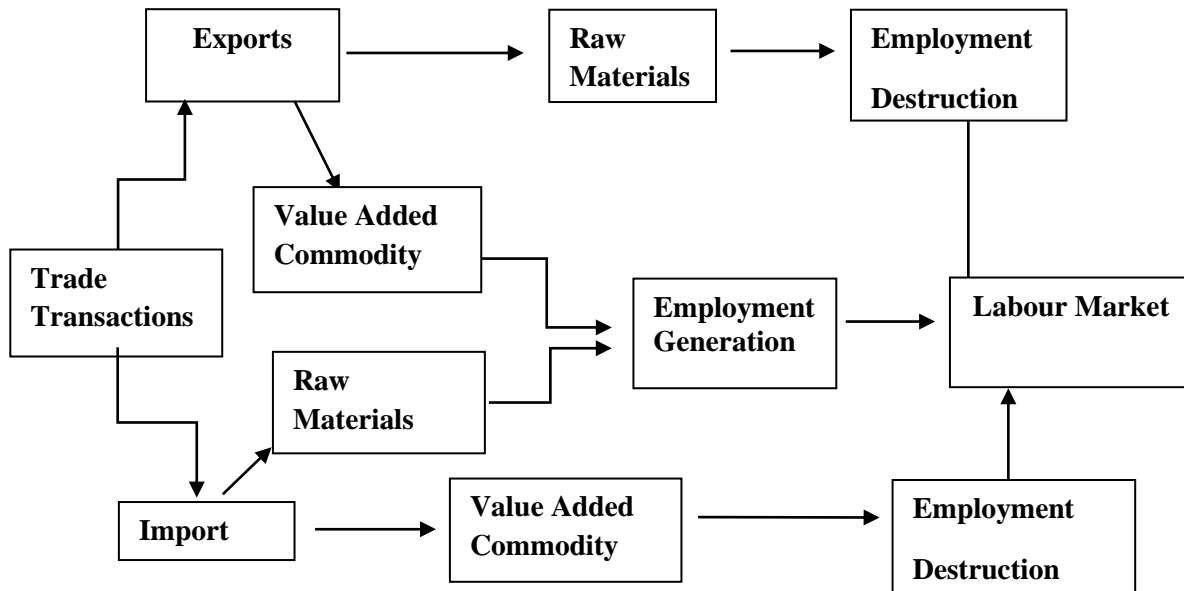 Exports
Raw
Materials
Employment
Destruction
Value Added
Commodity
Trade
Transactions
Employment
Generation
Labour Market
Raw
Materials
Import
Value Added
Commodity
Employment
Destruction